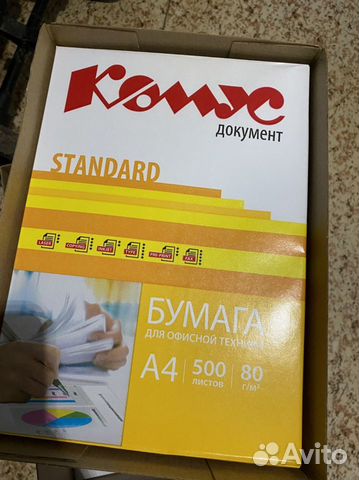 Комус
документ
STANDARD
LASER COPYING INKJET TYPE PRE-PRINT FAX
БУМАГА
ДЛЯ ОФИСНОЙ ТЕХНИКИ
A4 500 80
листов г/м²
Avito